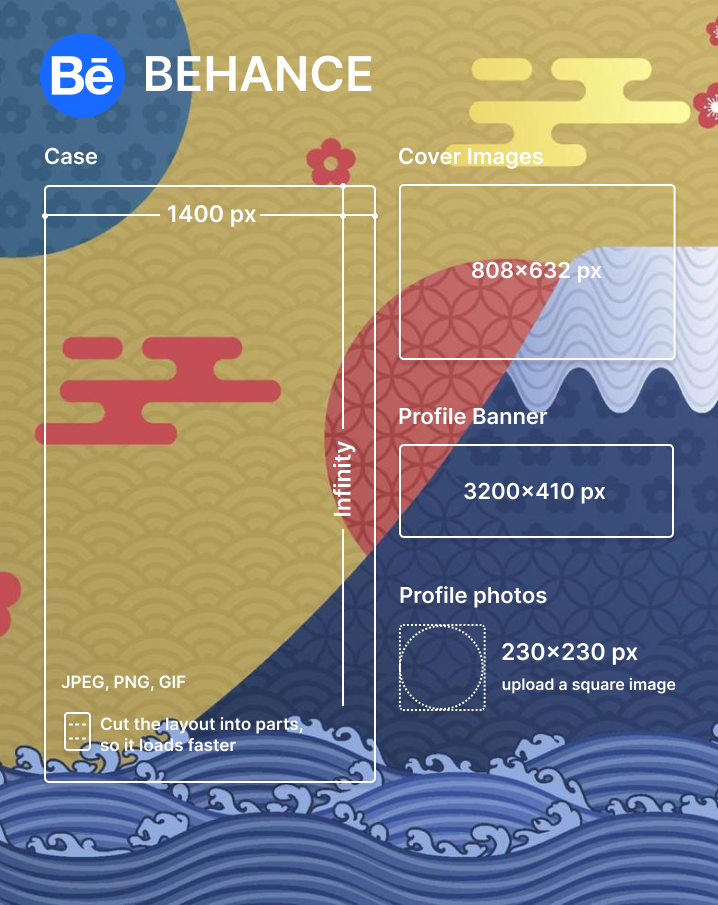 Bē BEHANCE
Case
1400 px
Infinity
JPEG, PNG, GIF
Cut the layout into parts,
so it loads faster
Cover Images
808×632 px
Profile Banner
3200×410 px
Profile photos
230×230 px
upload a square image